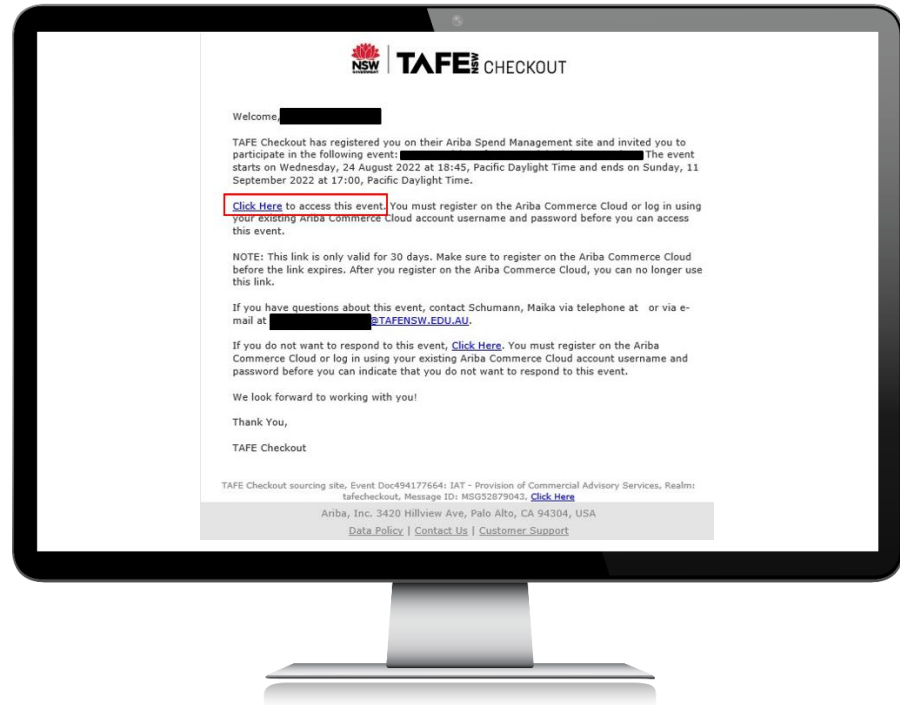 NSW GOVERNMENT TAFE NSW CHECKOUT
Welcome,
TAFE Checkout has registered you on their Ariba Spend Management site and invited you to
participate in the following event: The event
starts on Wednesday, 24 August 2022 at 18:45, Pacific Daylight Time and ends on Sunday, 11
September 2022 at 17:00, Pacific Daylight Time.
Click Here to access this event. You must register on the Ariba Commerce Cloud or log in using
your existing Ariba Commerce Cloud account username and password before you can access
this event.
NOTE: This link is only valid for 30 days. Make sure to register on the Ariba Commerce Cloud
before the link expires. After you register on the Ariba Commerce Cloud, you can no longer use
this link.
If you have questions about this event, contact Schumann, Maika via telephone at or via e-
mail at @TAFENSW.EDU.AU.
If you do not want to respond to this event, Click Here. You must register on the Ariba
Commerce Cloud or log in using your existing Ariba Commerce Cloud account username and
password before you can indicate that you do not want to respond to this event.
We look forward to working with you!
Thank You,
TAFE Checkout
TAFE Checkout sourcing site, Event Doc494177664: IAT - Provision of Commercial Advisory Services, Realm:
tafecheckout, Message ID: MSG52879043, Click Here
Ariba, Inc. 3420 Hillview Ave, Palo Alto, CA 94304, USA
Data Policy | Contact Us | Customer Support